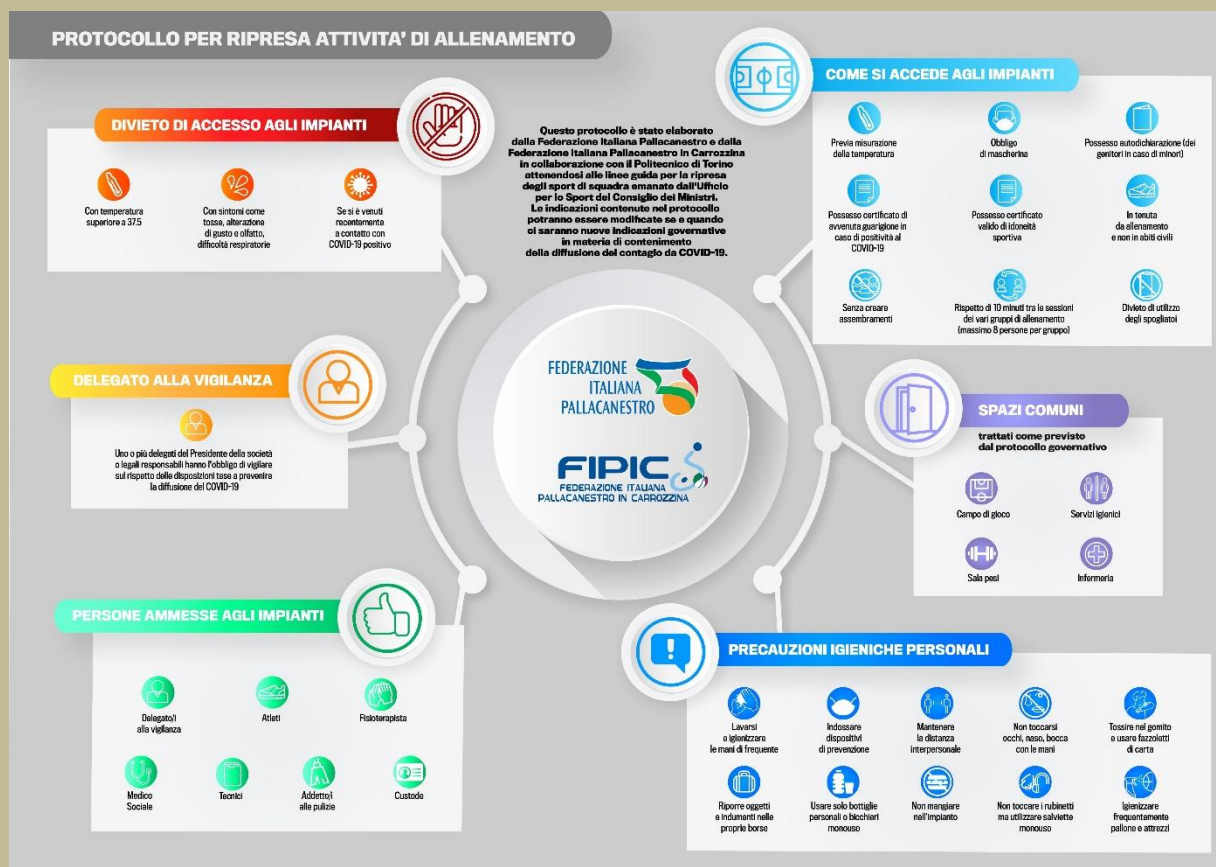 PROTOCOLLO PER RIPRESA ATTIVITA' DI ALLENAMENTO
DIVIETO DI ACCESSO AGLI IMPIANTI
Con temperatura
superiore a 37.5
Con sintomi come
tosse, alterazione
di gusto e olfatto,
difficoltà respiratorie
Se si è venuti
recentemente
a contatto con
COVID-19 positivo
Questo protocollo è stato elaborato
dalla Federazione Italiana Pallacanestro e dalla
Federazione Italiana Pallacanestro in Carrozzina
in collaborazione con il Politecnico di Torino
attenendosi alle linee guida per la ripresa
degli sport di squadra emanate dall'Ufficio
per lo Sport del Consiglio dei Ministri.
Le indicazioni contenute nel protocollo
potranno essere modificate se e quando
ci saranno nuove indicazioni governative
in materia di contenimento
della diffusione del contagio da COVID-19.
COME SI ACCEDE AGLI IMPIANTI
Previa misurazione
della temperatura
Obbligo
di mascherina
Possesso autodichiarazione (dei
genitori in caso di minori)
Possesso certificato di
avvenuta guarigione in
caso di positività al
COVID-19
Possesso certificato
valido di idoneità
sportiva
In tenuta
da allenamento
e non in abiti civili
Senza creare
assembramenti
Rispetto di 10 minuti tra le sessioni
dei vari gruppi di allenamento
(massimo 8 persone per gruppo)
Divieto di utilizzo
degli spogliatoi
DELEGATO ALLA VIGILANZA
Uno o più delegati del Presidente della società
o legali responsabili hanno l'obbligo di vigilare
sul rispetto delle disposizioni tese a prevenire
la diffusione del COVID-19
FEDERAZIONE
ITALIANA
PALLACANESTRO
FIPIC
FEDERAZIONE ITALIANA
PALLACANESTRO IN CARROZZINA
SPAZI COMUNI
trattati come previsto
dal protocollo governativo
Campo di gioco
Servizi igienici
Sala pesi
Infermeria
PERSONE AMMESSE AGLI IMPIANTI
Delegato/i
alla vigilanza
Atleti
Fisioterapista
Medico
Sociale
Tecnici
Addetto/i
alle pulizie
Custode
PRECAUZIONI IGIENICHE PERSONALI
Lavarsi
e igienizzare
le mani di frequente
Indossare
dispositivi
di prevenzione
Mantenere
la distanza
interpersonale
Non toccarsi
occhi, naso, bocca
con le mani
Tossire nel gomito
e usare fazzoletti
di carta
Riporre oggetti
e indumenti nelle
proprie borse
Usare solo bottiglie
personali o bicchieri
monouso
Non mangiare
nell'impianto
Non toccare i rubinetti
ma utilizzare salviette
monouso
Igienizzare
frequentemente
pallone e attrezzi